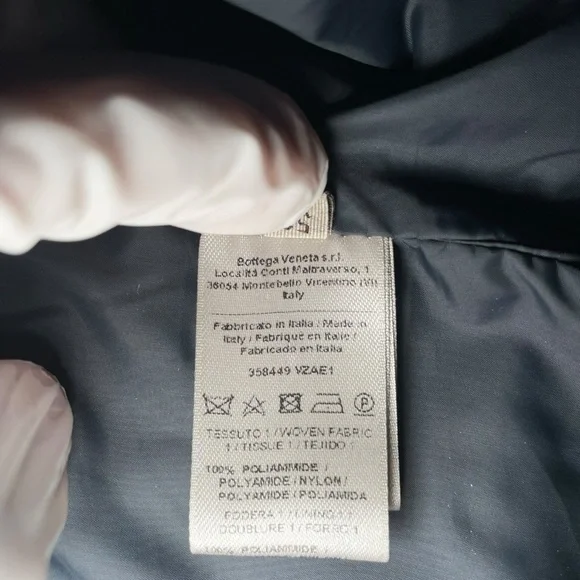 Bottega Veneta s.r.l.
Località Conti Maltraverso, 1
36054 Montebello Vicentino (VI)
Italy
Fabbricato in Italia / Made in
Italy / Fabriqué en Italie /
Fabricado en Italia
358449 VZAE1
P
TESSUTO 1 / WOVEN FABRIC
1 / TISSUE 1 / TEJIDO 1
100% POLIAMMIDE /
POLYAMIDE / NYLON /
POLYAMIDE / POLIAMIDA
FODERA 1 / LINING 1 /
DOUBLURE 1 / FORRO 1
100% POLIAMMIDE /